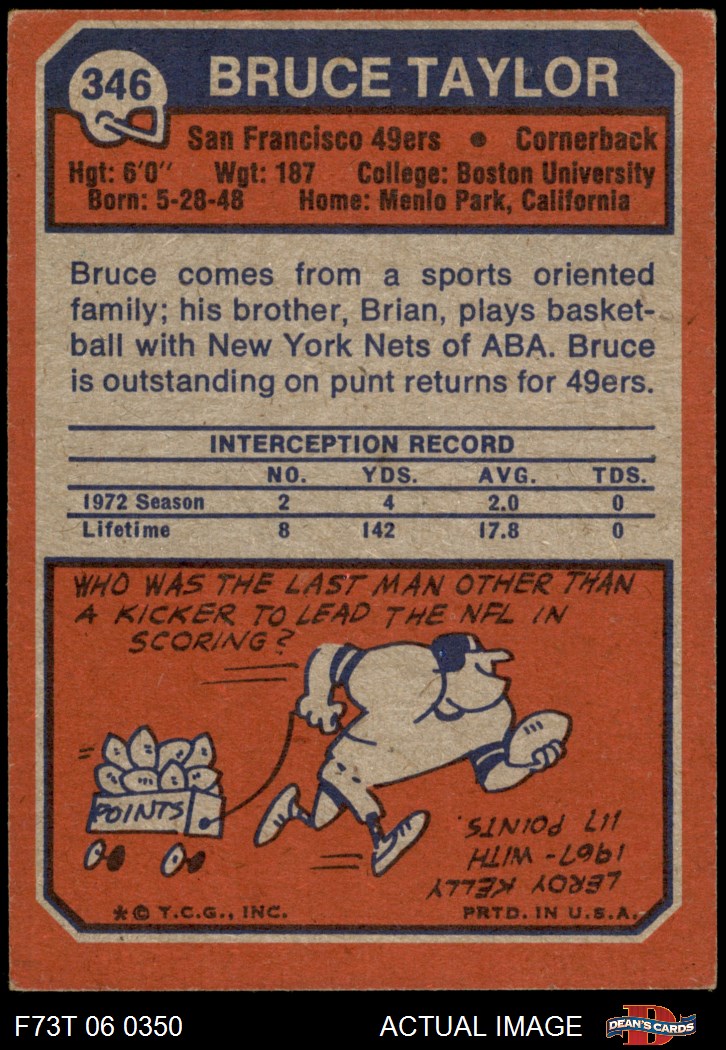 346
BRUCE TAYLOR
San Francisco 49ers • Cornerback
Hgt: 6'0" Wgt: 187 College: Boston University
Born: 5-28-48 Home: Menlo Park, California
Bruce comes from a sports oriented
family; his brother, Brian, plays basket-
ball with New York Nets of ABA. Bruce
is outstanding on punt returns for 49ers.
INTERCEPTION RECORD
NO. YDS. AVG. TDS.
1972 Season 2 4 2.0 0
Lifetime 8 142 17.8 0
WHO WAS THE LAST MAN OTHER THAN
A KICKER TO LEAD THE NFL IN
SCORING?
POINTS
LEROY KELLY
1967 - WITH
117 POINTS.
*© T.C.G., INC. PRTD. IN U.S.A.
F73T 06 0350 ACTUAL IMAGE
D
DEAN'S CARDS